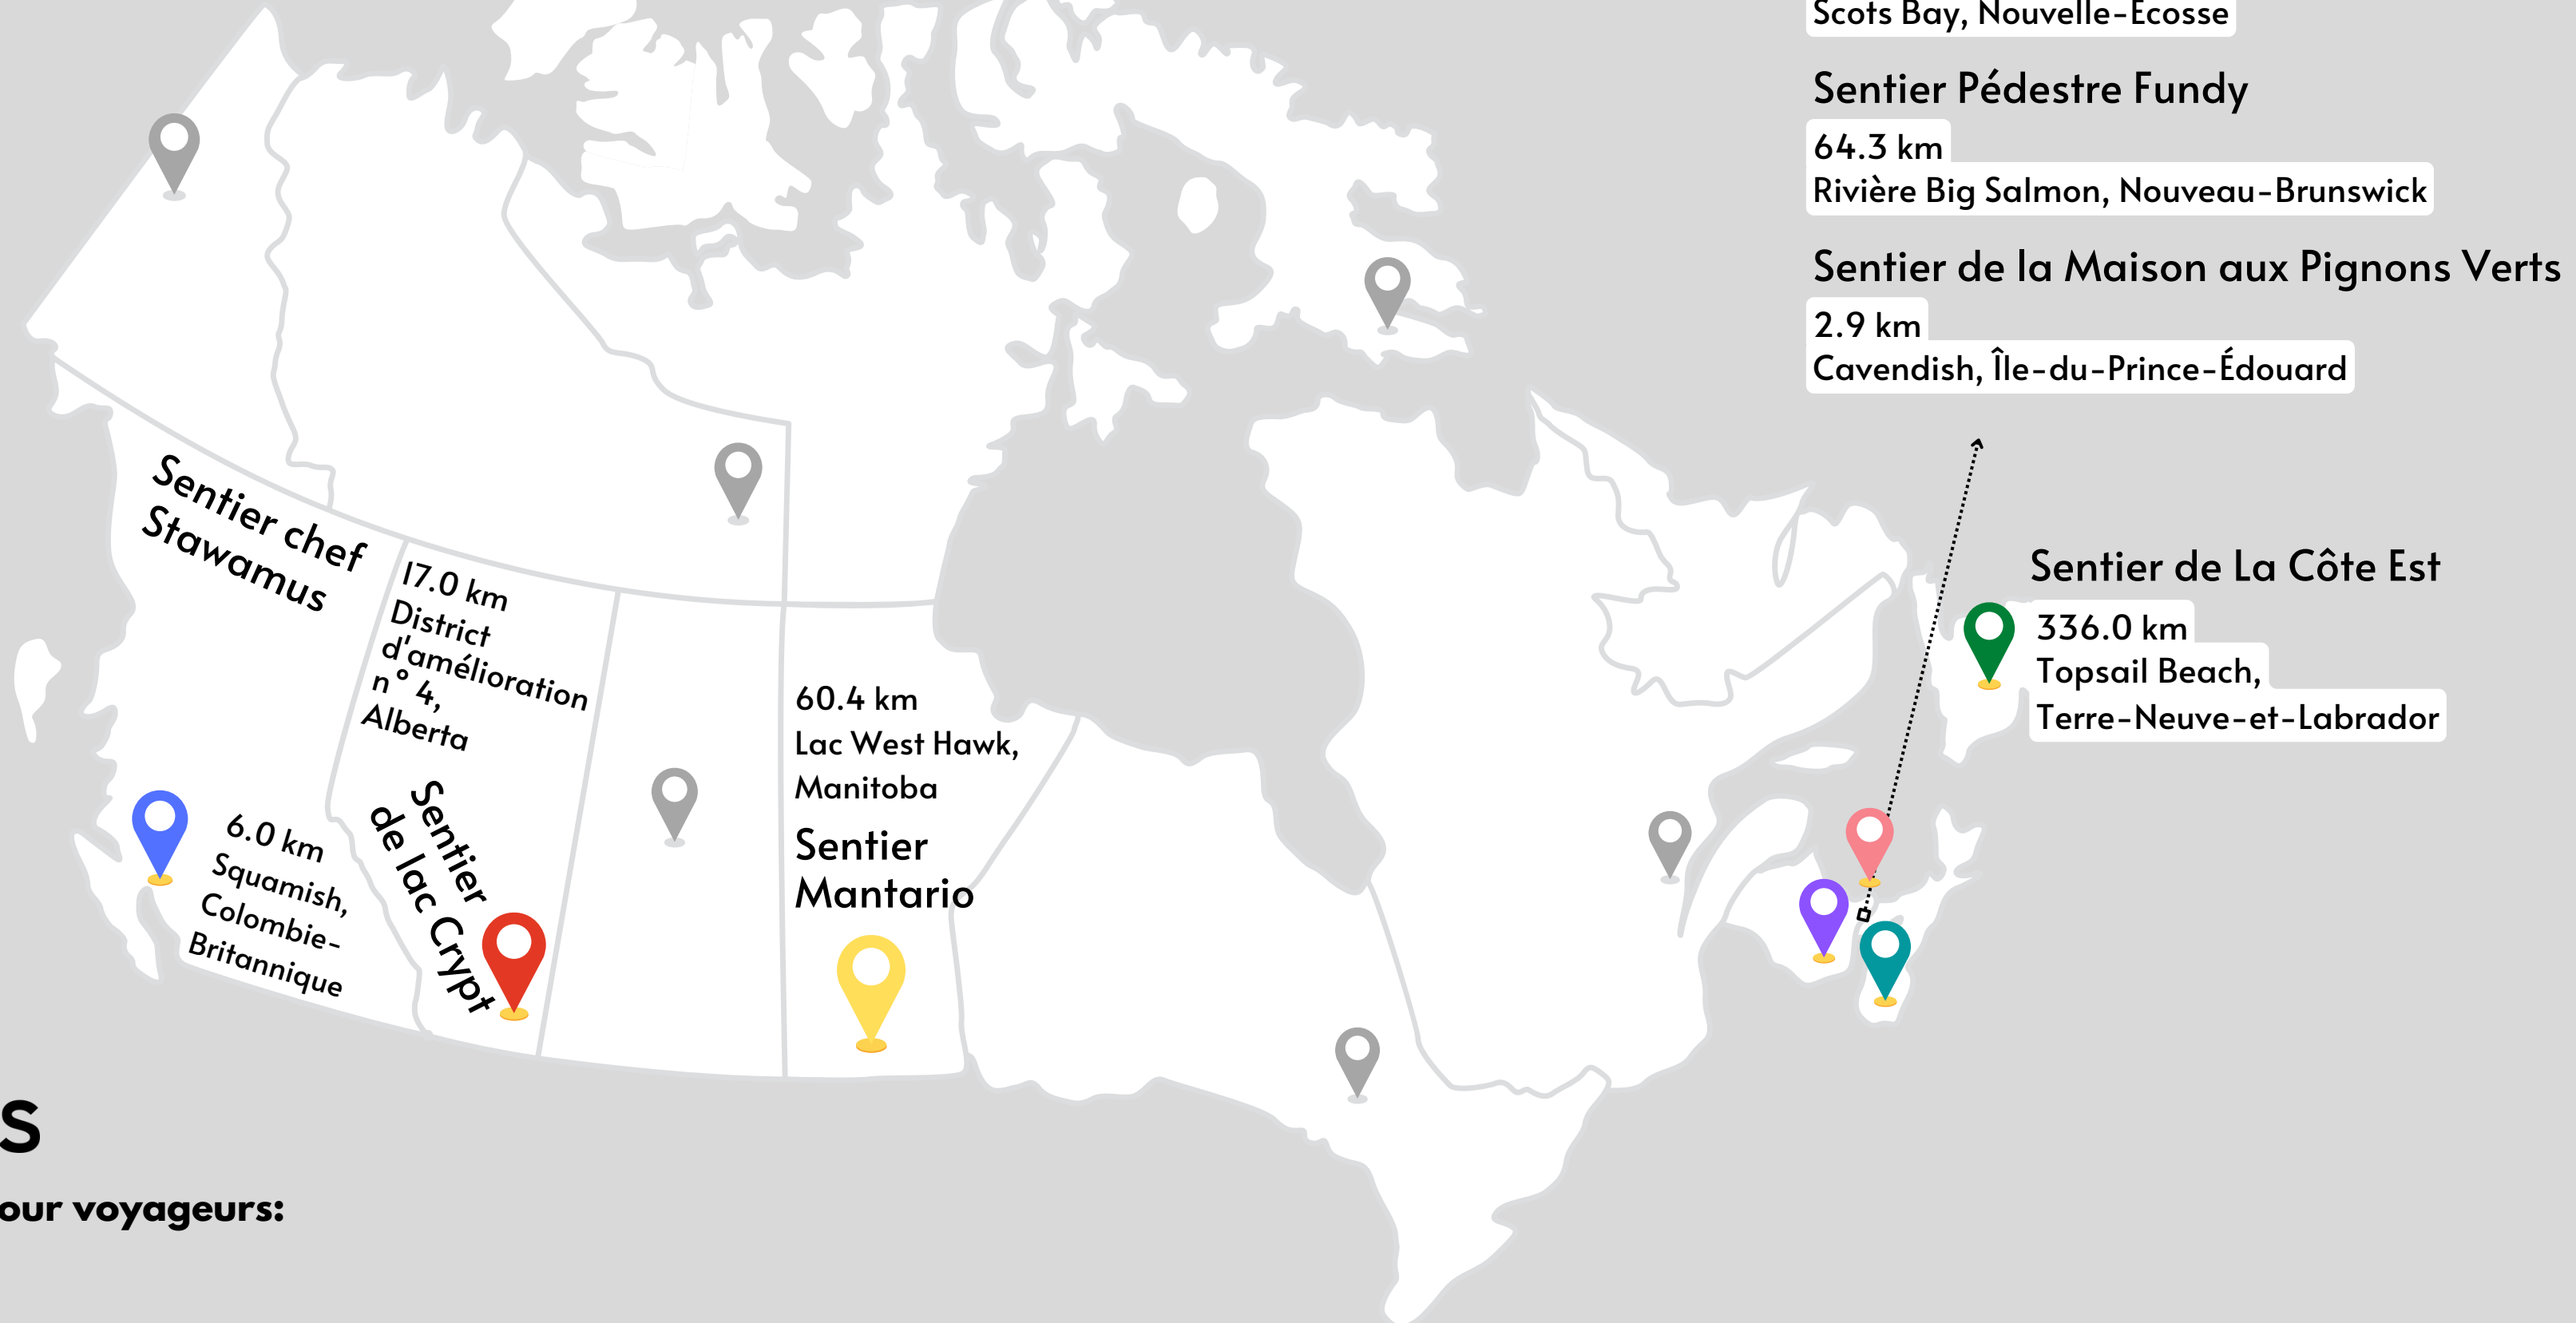 Scots Bay, Nouvelle-Écosse
Sentier Pédestre Fundy
64.3 km
Rivière Big Salmon, Nouveau-Brunswick
Sentier de la Maison aux Pignons Verts
2.9 km
Cavendish, Île-du-Prince-Édouard
Sentier de La Côte Est
336.0 km
Topsail Beach,
Terre-Neuve-et-Labrador
Sentier chef
Stawamus
6.0 km
Squamish,
Colombie-
Britannique
17.0 km
District
d'amélioration
n° 4,
Alberta
Sentier
de lac Crypt
60.4 km
Lac West Hawk,
Manitoba
Sentier
Mantario
s
our voyageurs: